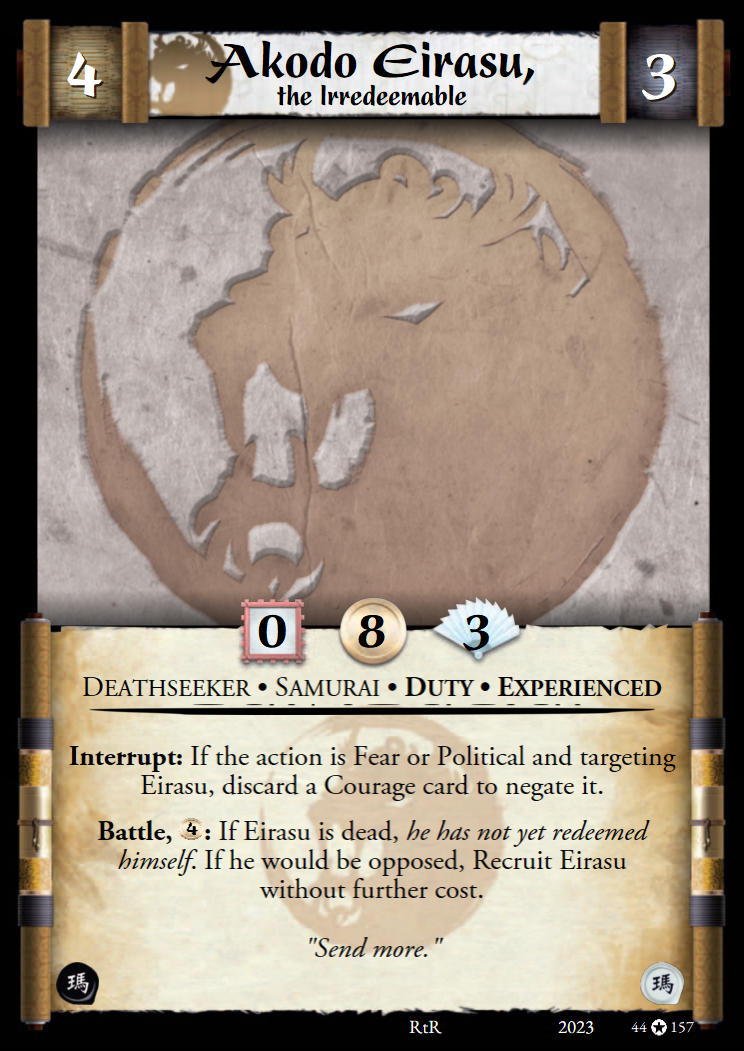 4
Akodo Eirasu,
the Irredeemable
3
0 8 3
DEATHSEEKER • SAMURAI • DUTY • EXPERIENCED
Interrupt: If the action is Fear or Political and targeting
Eirasu, discard a Courage card to negate it.
Battle, 4: If Eirasu is dead, he has not yet redeemed
himself. If he would be opposed, Recruit Eirasu
without further cost.
"Send more."
瑪 瑪
RtR 2023 44 157